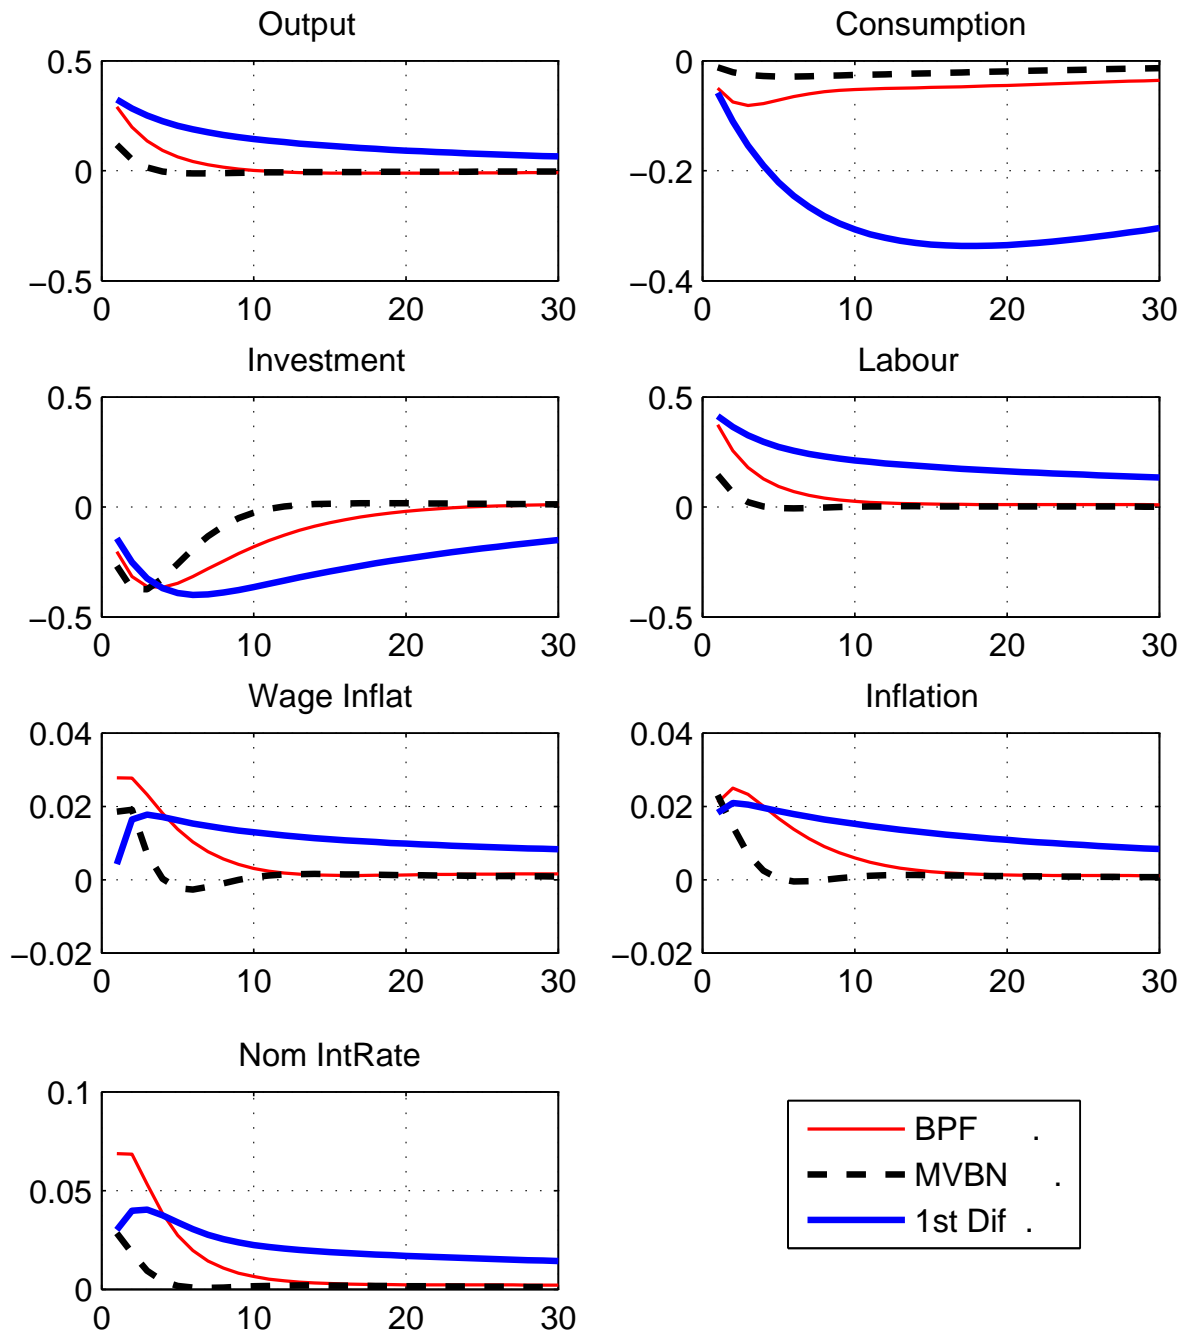 Output
0.5
0
−0.5
0 10 20 30
Consumption
0
−0.2
−0.4
0 10 20 30
Investment
0.5
0
−0.5
0 10 20 30
Labour
0.5
0
−0.5
0 10 20 30
Wage Inflat
0.04
0.02
0
−0.02
0 10 20 30
Inflation
0.04
0.02
0
−0.02
0 10 20 30
Nom IntRate
0.1
0.05
0
0 10 20 30
BPF .
MVBN .
1st Dif .